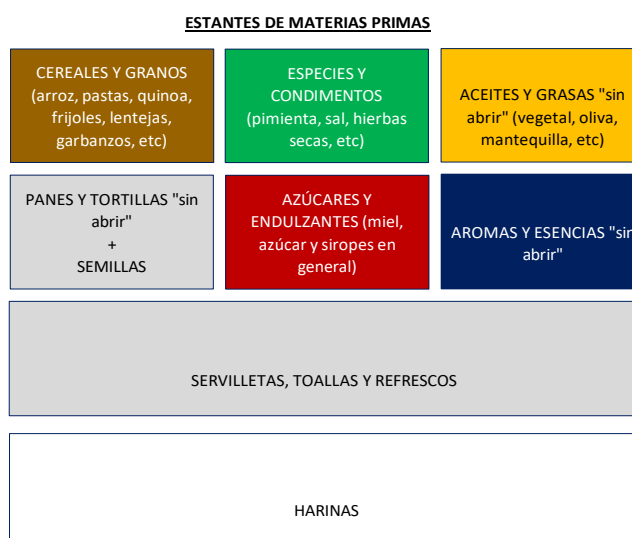 ESTANTES DE MATERIAS PRIMAS
CEREALES Y GRANOS
(arroz, pastas, quinoa,
frijoles, lentejas,
garbanzos, etc)
ESPECIES Y
CONDIMENTOS
(pimienta, sal, hierbas
secas, etc)
ACEITES Y GRASAS "sin
abrir" (vegetal, oliva,
mantequilla, etc)
PANES Y TORTILLAS "sin
abrir"
+
SEMILLAS
AZÚCARES Y
ENDULZANTES (miel,
azúcar y siropes en
general)
AROMAS Y ESENCIAS "sin
abrir"
SERVILLETAS, TOALLAS Y REFRESCOS
HARINAS